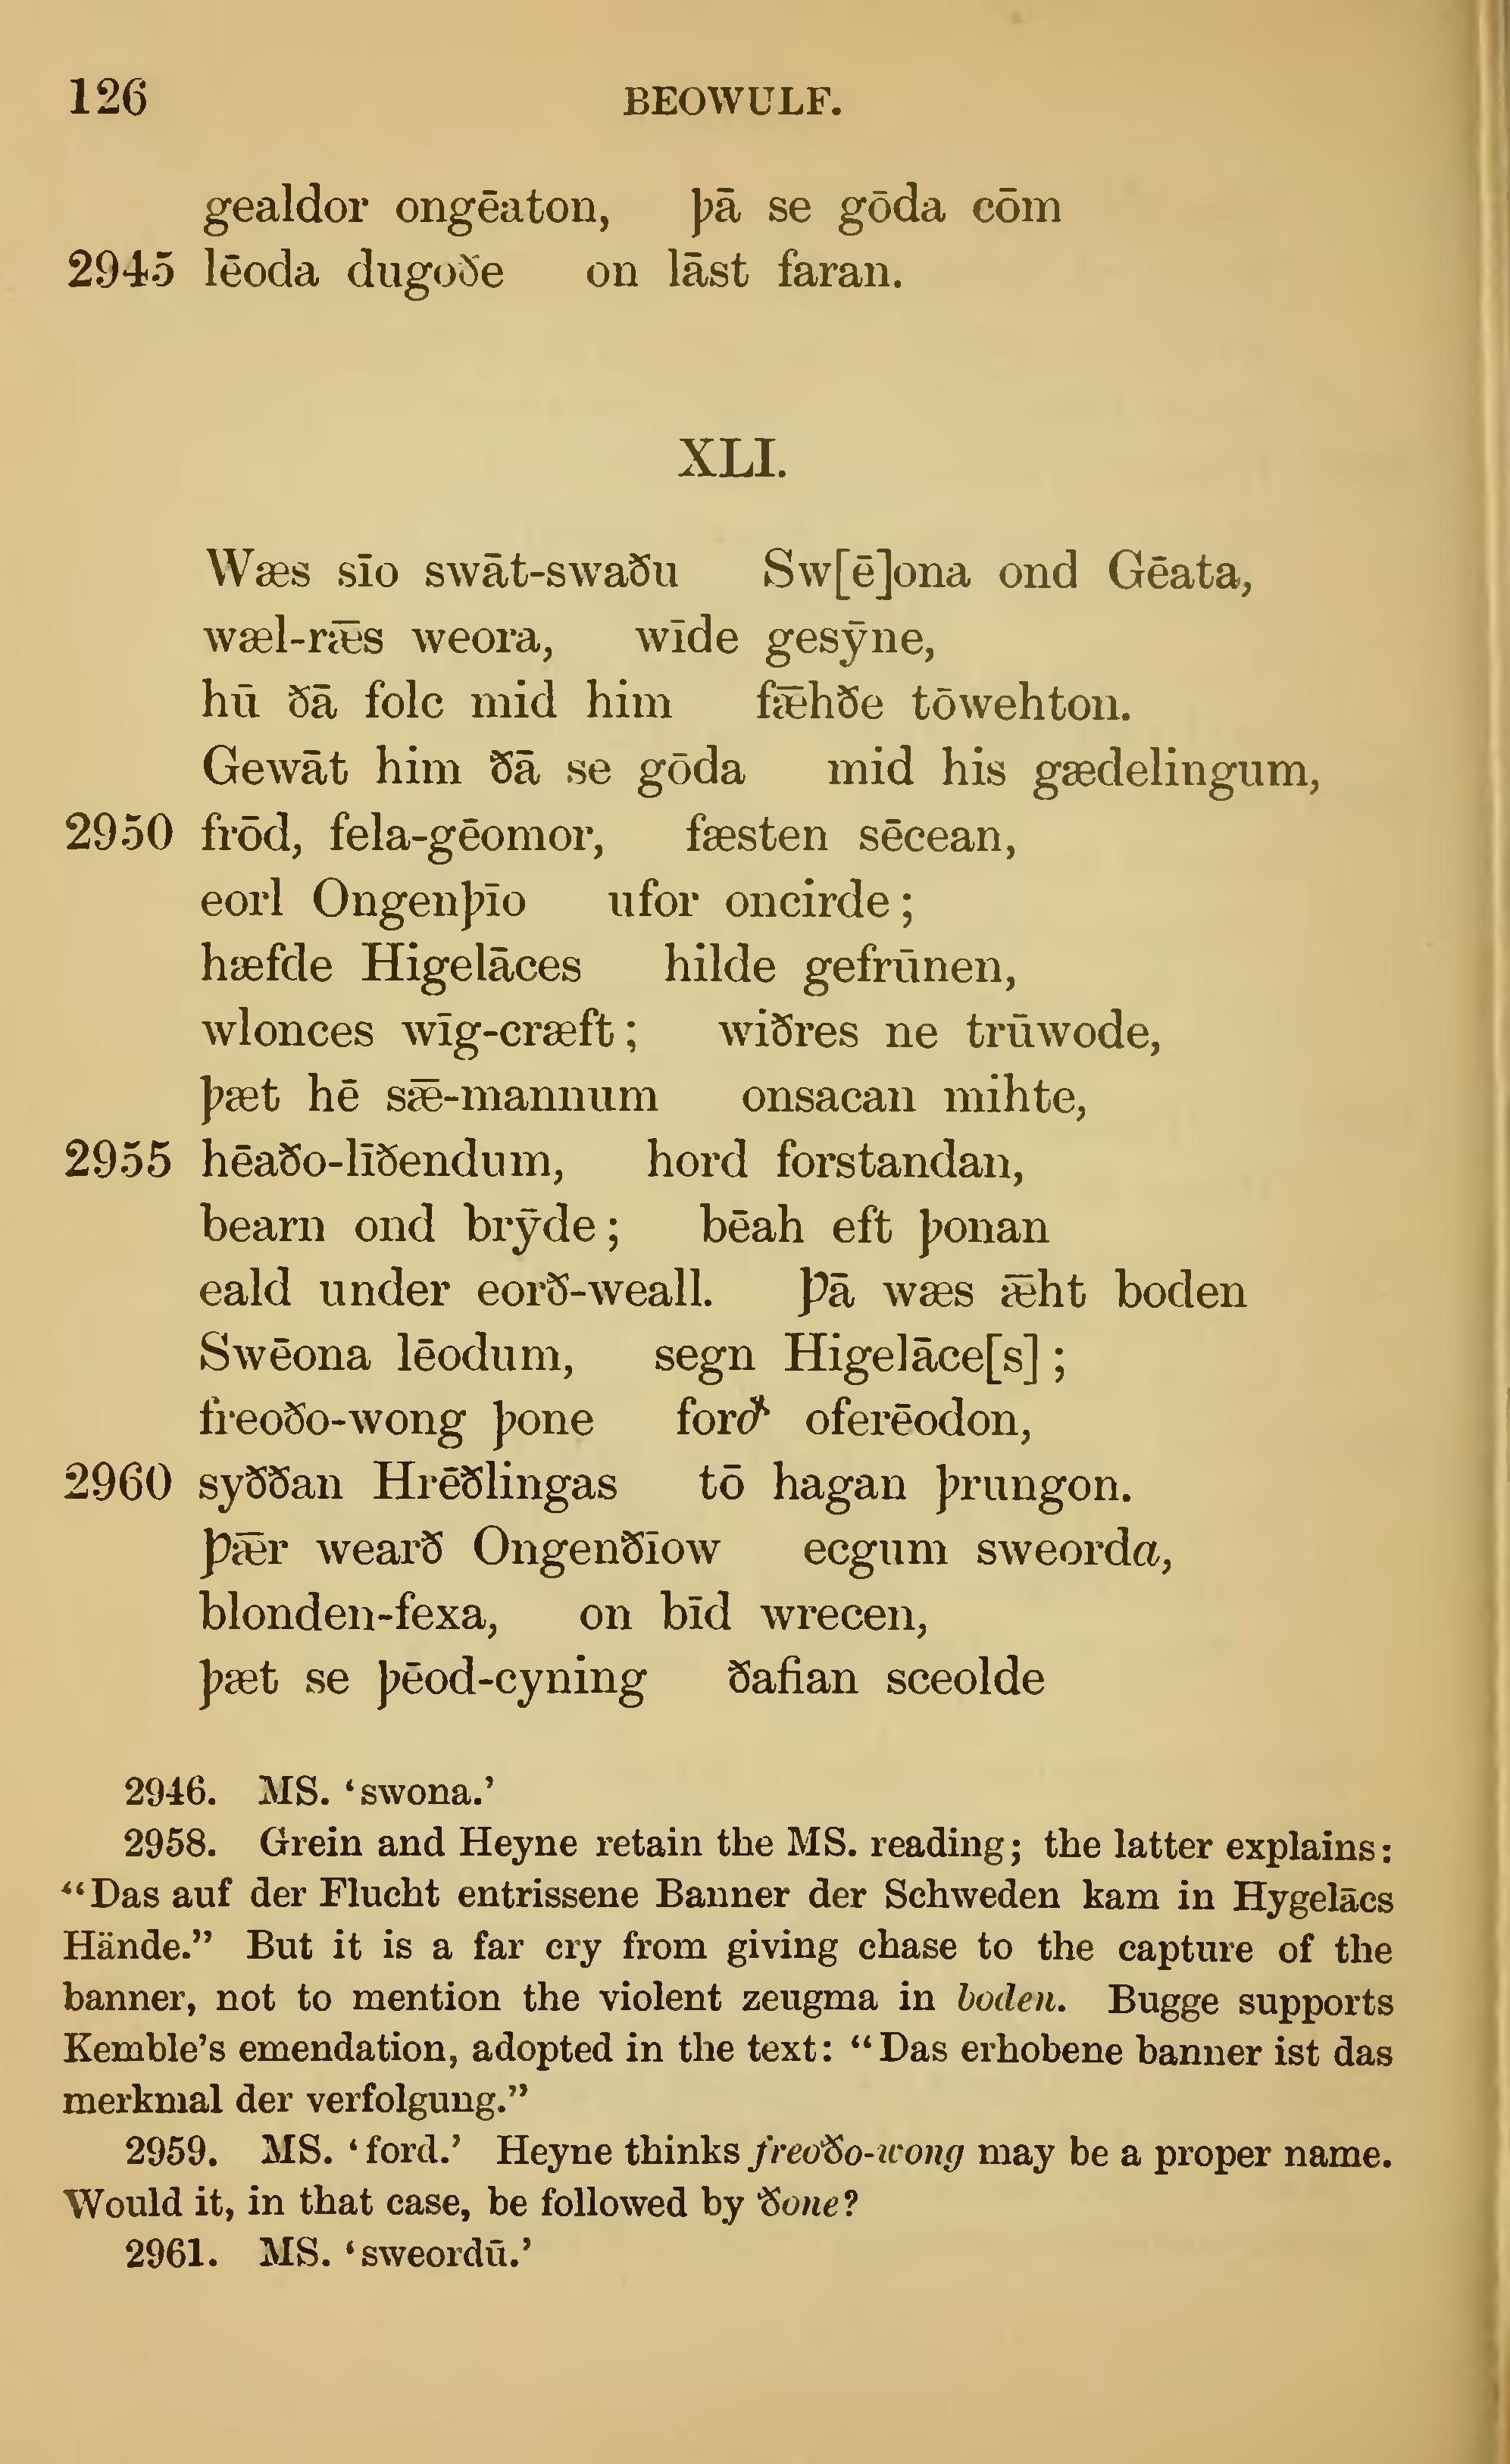 126 BEOWULF.
gealdor ongēaton, þā se gōda cōm
2945 lēoda dugoðe on lāst faran.
XLI.
Wæs sīo swāt-swaðu Sw[ē]ona ond Gēata,
wæl-rǣs weora, wīde gesȳne,
hū ðā folc mid him fǣhðe tōwehton.
Gewāt him ðā se gōda mid his gædelingum,
2950 frōd, fela-gēomor, fæsten sēcean,
eorl Ongenþīo ufor oncirde;
hæfde Higelāces hilde gefrūnen,
wlonces wīg-cræft; wiðres ne trūwode,
þæt hē sǣ-mannum onsacan mihte,
2955 hēaðo-līðendum, hord forstandan,
bearn ond brȳde; bēah eft þonan
eald under eorð-weall. Þā wæs ǣht boden
Swēona lēodum, segn Higelāce[s];
freoðo-wong þone forð oferēodon,
2960 syððan Hrēðlingas tō hagan þrungon.
Þǣr wearð Ongenðīow ecgum sweorda,
blonden-fexa, on bīd wrecen,
þæt se þēod-cyning ðafian sceolde
2946. MS. ‘swona.’
2958. Grein and Heyne retain the MS. reading; the latter explains:
“Das auf der Flucht entrissene Banner der Schweden kam in Hygelācs
Hände.” But it is a far cry from giving chase to the capture of the
banner, not to mention the violent zeugma in boden. Bugge supports
Kemble’s emendation, adopted in the text: “Das erhobene banner ist das
merkmal der verfolgung.”
2959. MS. ‘ford.’ Heyne thinks freoðo-wong may be a proper name.
Would it, in that case, be followed by ðone?
2961. MS. ‘sweordū.’